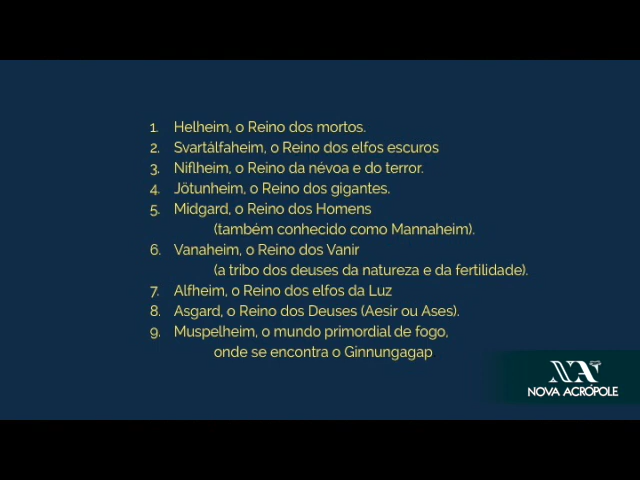 1. Helheim, o Reino dos mortos.
2. Svartálfaheim, o Reino dos elfos escuros
3. Niflheim, o Reino da névoa e do terror.
4. Jötunheim, o Reino dos gigantes.
5. Midgard, o Reino dos Homens
(também conhecido como Mannaheim).
6. Vanaheim, o Reino dos Vanir
(a tribo dos deuses da natureza e da fertilidade).
7. Alfheim, o Reino dos elfos da Luz
8. Asgard, o Reino dos Deuses (Aesir ou Ases).
9. Muspelheim, o mundo primordial de fogo,
onde se encontra o Ginnungagap
NA
NOVA ACRÓPOLE